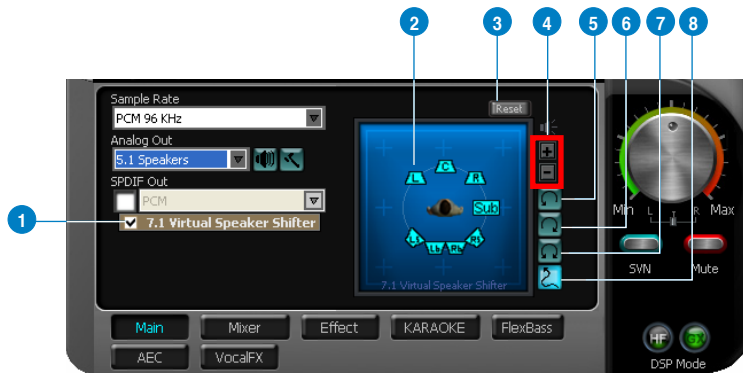 2 3 4 5 6 7 8
Sample Rate
Reset
PCM 96 KHz
Analog Out
5.1 Speakers
SPDIF Out
PCM
1
7.1 Virtual Speaker Shifter
C
L R
Sub
Ls Lb Rb Rs
7.1 Virtual Speaker Shifter
+
-
Min L T R Max
SVN Mute
Main Mixer Effect KARAOKE FlexBass
AEC VocalFX
HF GX
DSP Mode